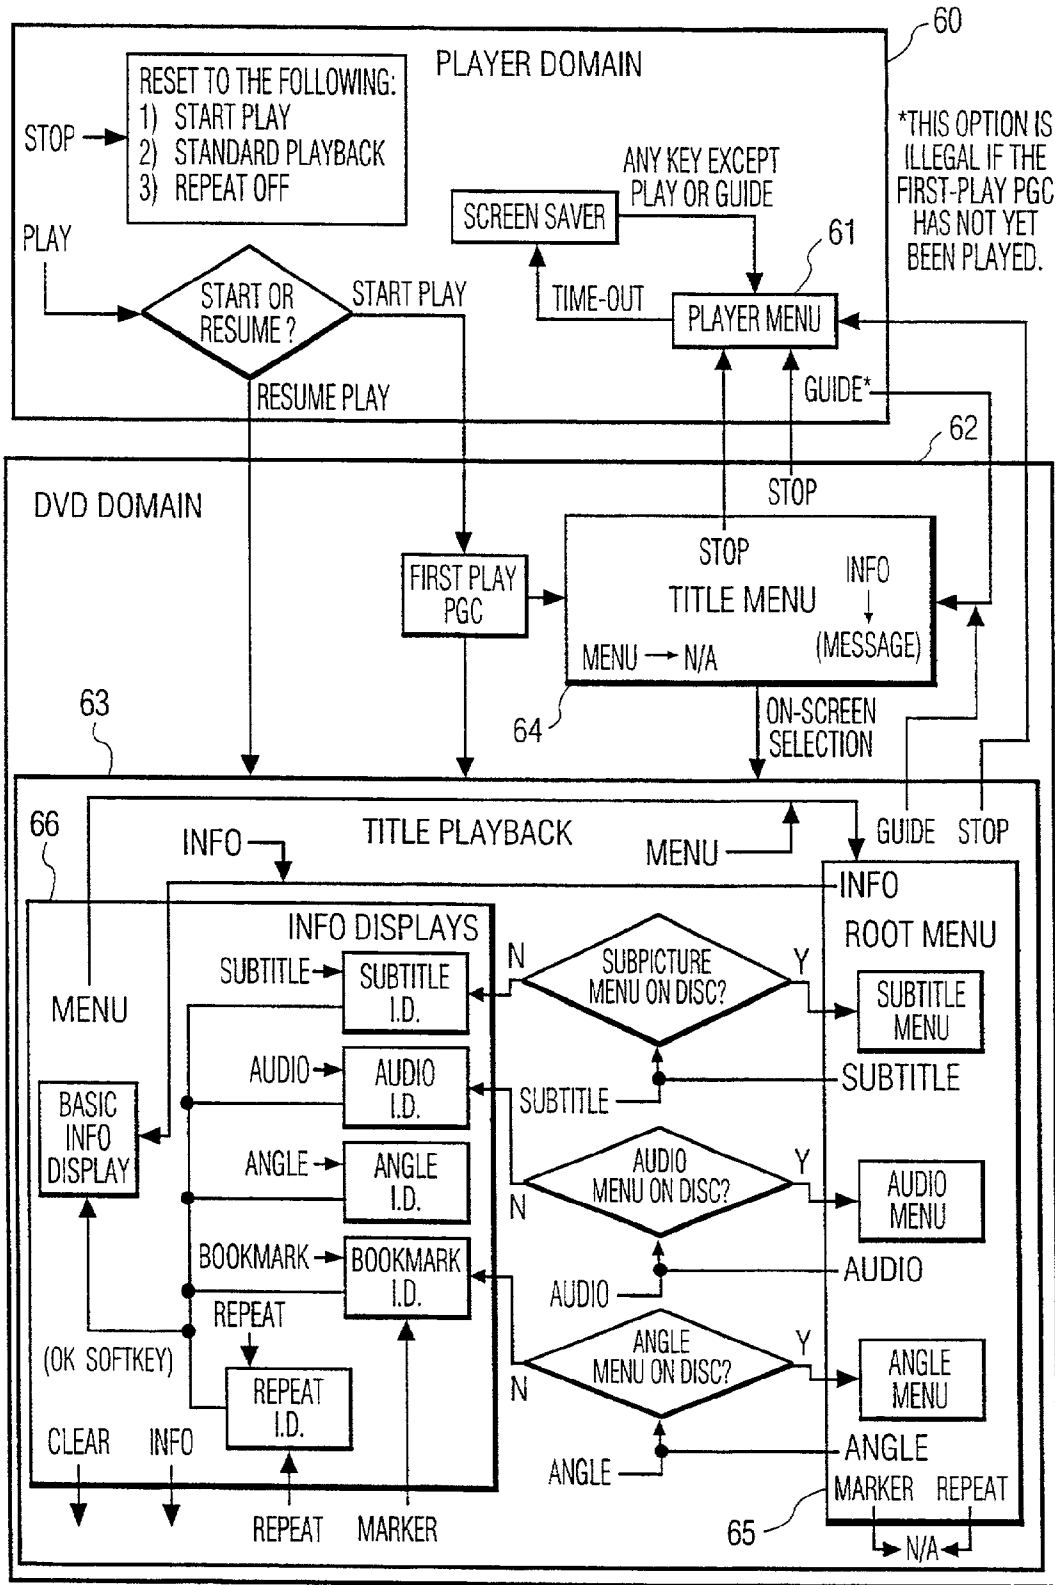 60
PLAYER DOMAIN
RESET TO THE FOLLOWING:
1) START PLAY
2) STANDARD PLAYBACK
3) REPEAT OFF
STOP
*THIS OPTION IS
ILLEGAL IF THE
FIRST-PLAY PGC
HAS NOT YET
BEEN PLAYED.
ANY KEY EXCEPT
PLAY OR GUIDE
SCREEN SAVER
61
PLAY
START OR
RESUME ?
START PLAY
TIME-OUT
PLAYER MENU
RESUME PLAY
GUIDE*
62
DVD DOMAIN
STOP
STOP
FIRST PLAY
PGC
TITLE MENU
INFO
(MESSAGE)
MENU
N/A
64
ON-SCREEN
SELECTION
63
GUIDE
STOP
66
TITLE PLAYBACK
INFO
MENU
INFO
ROOT MENU
INFO DISPLAYS
MENU
SUBTITLE
SUBTITLE
I.D.
N
SUBPICTURE
MENU ON DISC?
Y
SUBTITLE
MENU
SUBTITLE
SUBTITLE
AUDIO
AUDIO
I.D.
BASIC
INFO
DISPLAY
ANGLE
ANGLE
I.D.
N
AUDIO
MENU ON DISC?
Y
AUDIO
MENU
AUDIO
AUDIO
BOOKMARK
BOOKMARK
I.D.
REPEAT
(OK SOFTKEY)
REPEAT
I.D.
N
ANGLE
MENU ON DISC?
Y
ANGLE
MENU
ANGLE
ANGLE
CLEAR
INFO
REPEAT
MARKER
65
MARKER
REPEAT
N/A